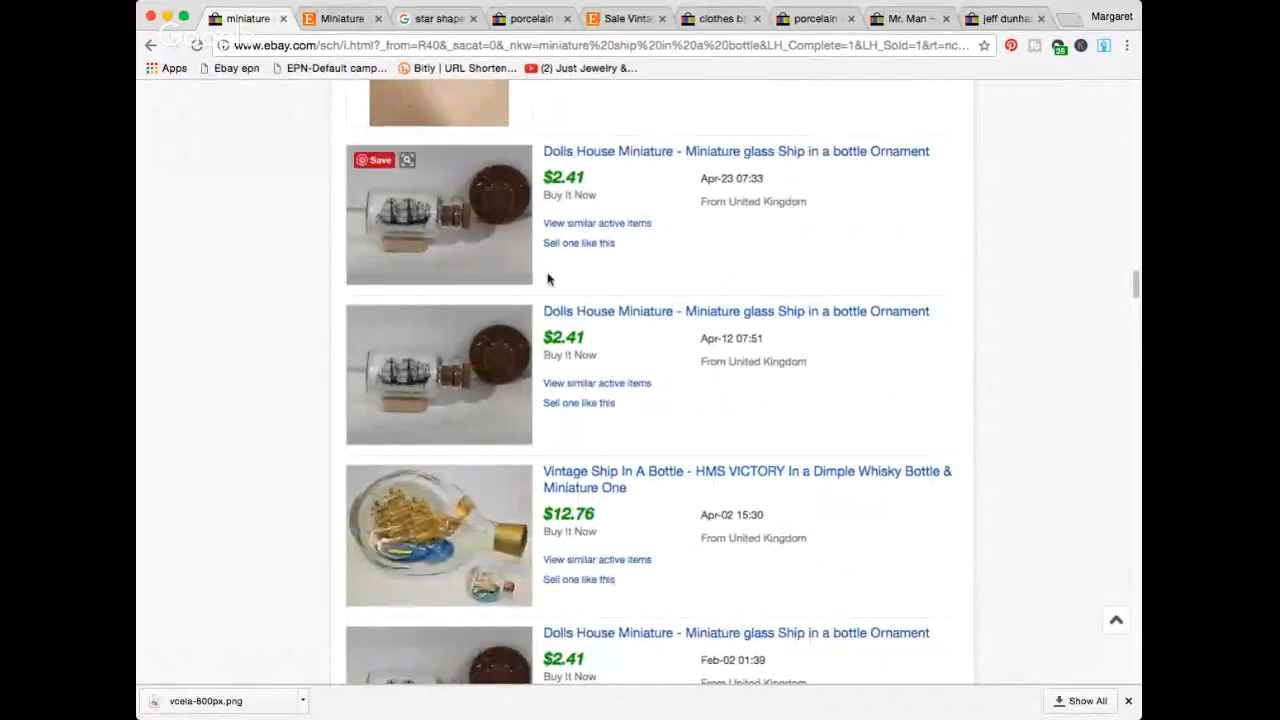 miniature
Miniature
star shape
porcelain
Sale Vinta
clothes b
porcelain
Mr. Man ~
jeff dunha
Margaret
Google
www.ebay.com/sch/i.html?_from=R40&_sacat=0&_nkw=miniature%20ship%20in%20a%20bottle&LH_Complete=1&LH_Sold=1&rt=nc...
38
Apps
Ebay epn
EPN-Default camp...
Bitly | URL Shorten...
(2) Just Jewelry &...
Save
Dolls House Miniature - Miniature glass Ship in a bottle Ornament
$2.41
Apr-23 07:33
Buy It Now
From United Kingdom
View similar active items
Sell one like this
Dolls House Miniature - Miniature glass Ship in a bottle Ornament
$2.41
Apr-12 07:51
Buy It Now
From United Kingdom
View similar active items
Sell one like this
Vintage Ship In A Bottle - HMS VICTORY In a Dimple Whisky Bottle &
Miniature One
$12.76
Apr-02 15:30
Buy It Now
From United Kingdom
View similar active items
Sell one like this
Dolls House Miniature - Miniature glass Ship in a bottle Ornament
$2.41
Apr-02 01:39
Buy It Now
From United Kingdom
vcela-600px.png
Show All